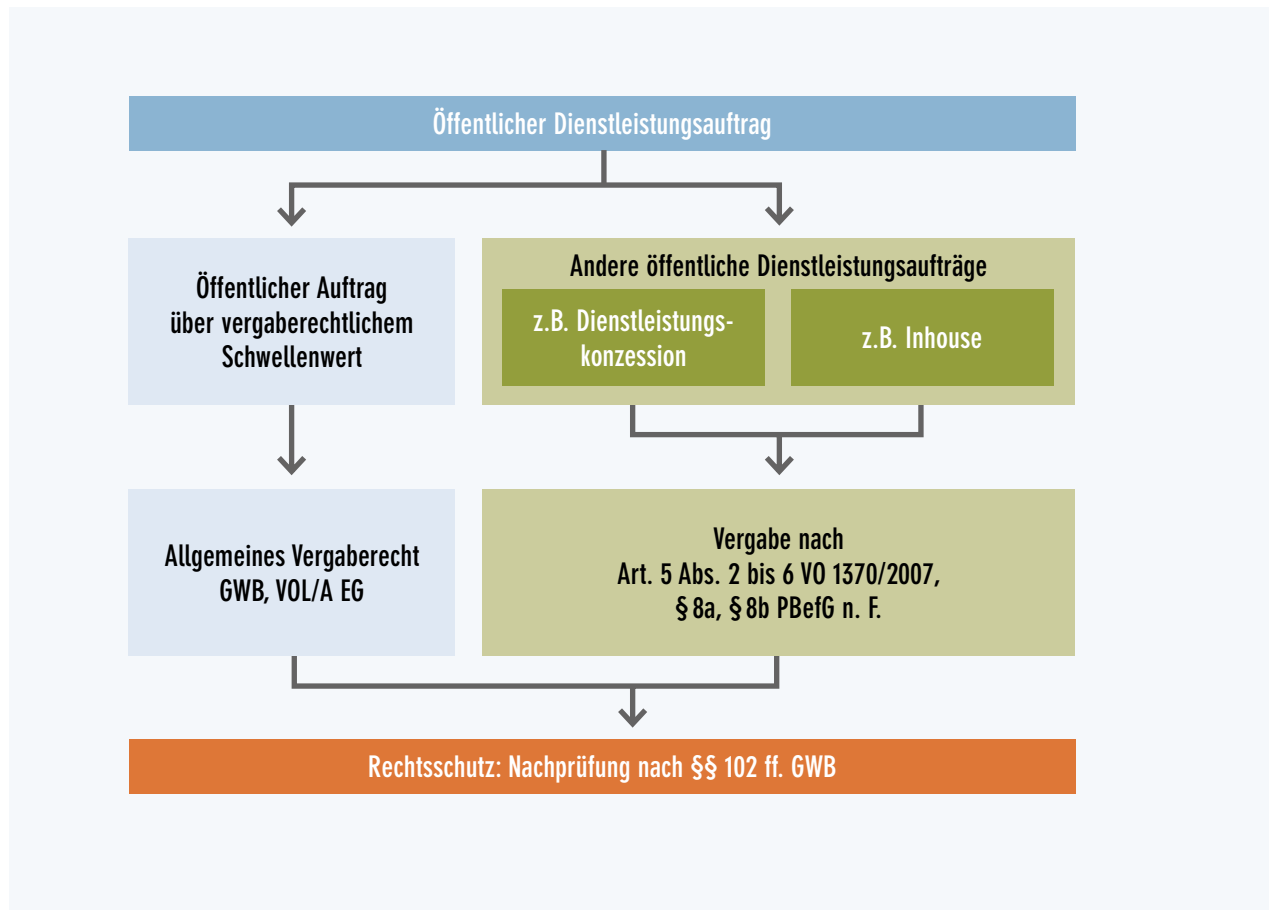 Öffentlicher Dienstleistungsauftrag
Öffentlicher Auftrag
über vergaberechtlichem
Schwellenwert
Andere öffentliche Dienstleistungsaufträge
z.B. Dienstleistungs-
konzession
z.B. Inhouse
Allgemeines Vergaberecht
GWB, VOL/A EG
Vergabe nach
Art. 5 Abs. 2 bis 6 VO 1370/2007,
§ 8a, § 8b PBefG n. F.
Rechtsschutz: Nachprüfung nach §§ 102 ff. GWB